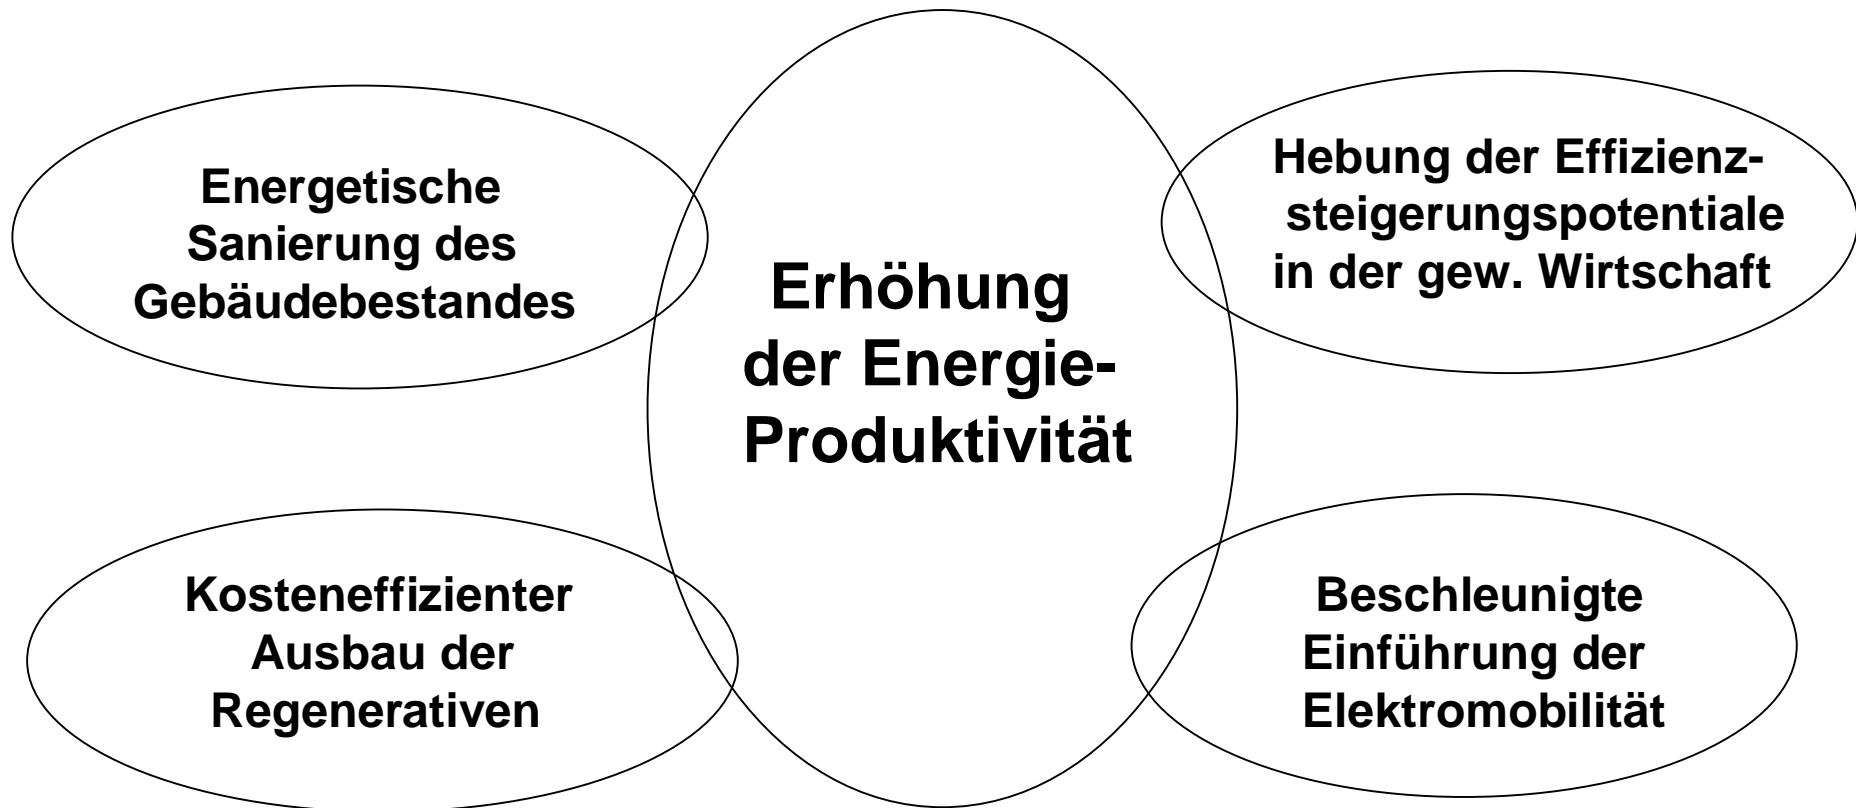 Energetische
Sanierung des
Gebäudebestandes
Hebung der Effizienz-
steigerungspotentiale
in der gew. Wirtschaft
Erhöhung
der Energie-
Produktivität
Kosteneffizienter
Ausbau der
Regenerativen
Beschleunigte
Einführung der
Elektromobilität